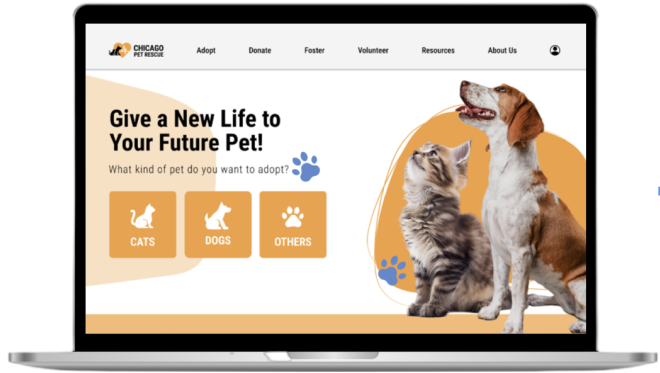 CHICAGO
PET RESCUE
Adopt
Donate
Foster
Volunteer
Resources
About Us
Give a New Life to
Your Future Pet!
What kind of pet do you want to adopt?
CATS
DOGS
OTHERS